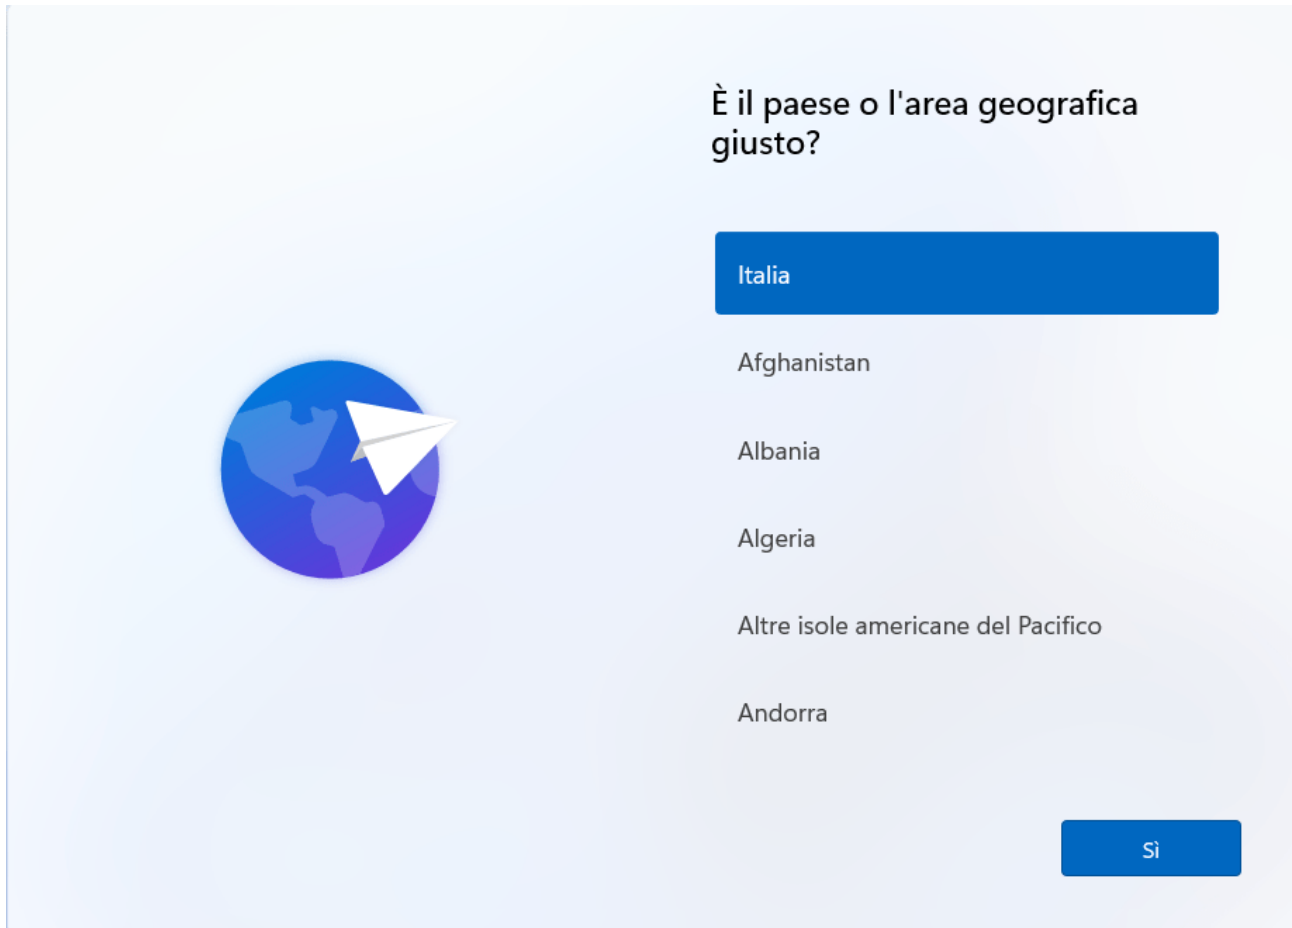 È il paese o l'area geografica
giusto?
Italia
Afghanistan
Albania
Algeria
Altre isole americane del Pacifico
Andorra
Sì